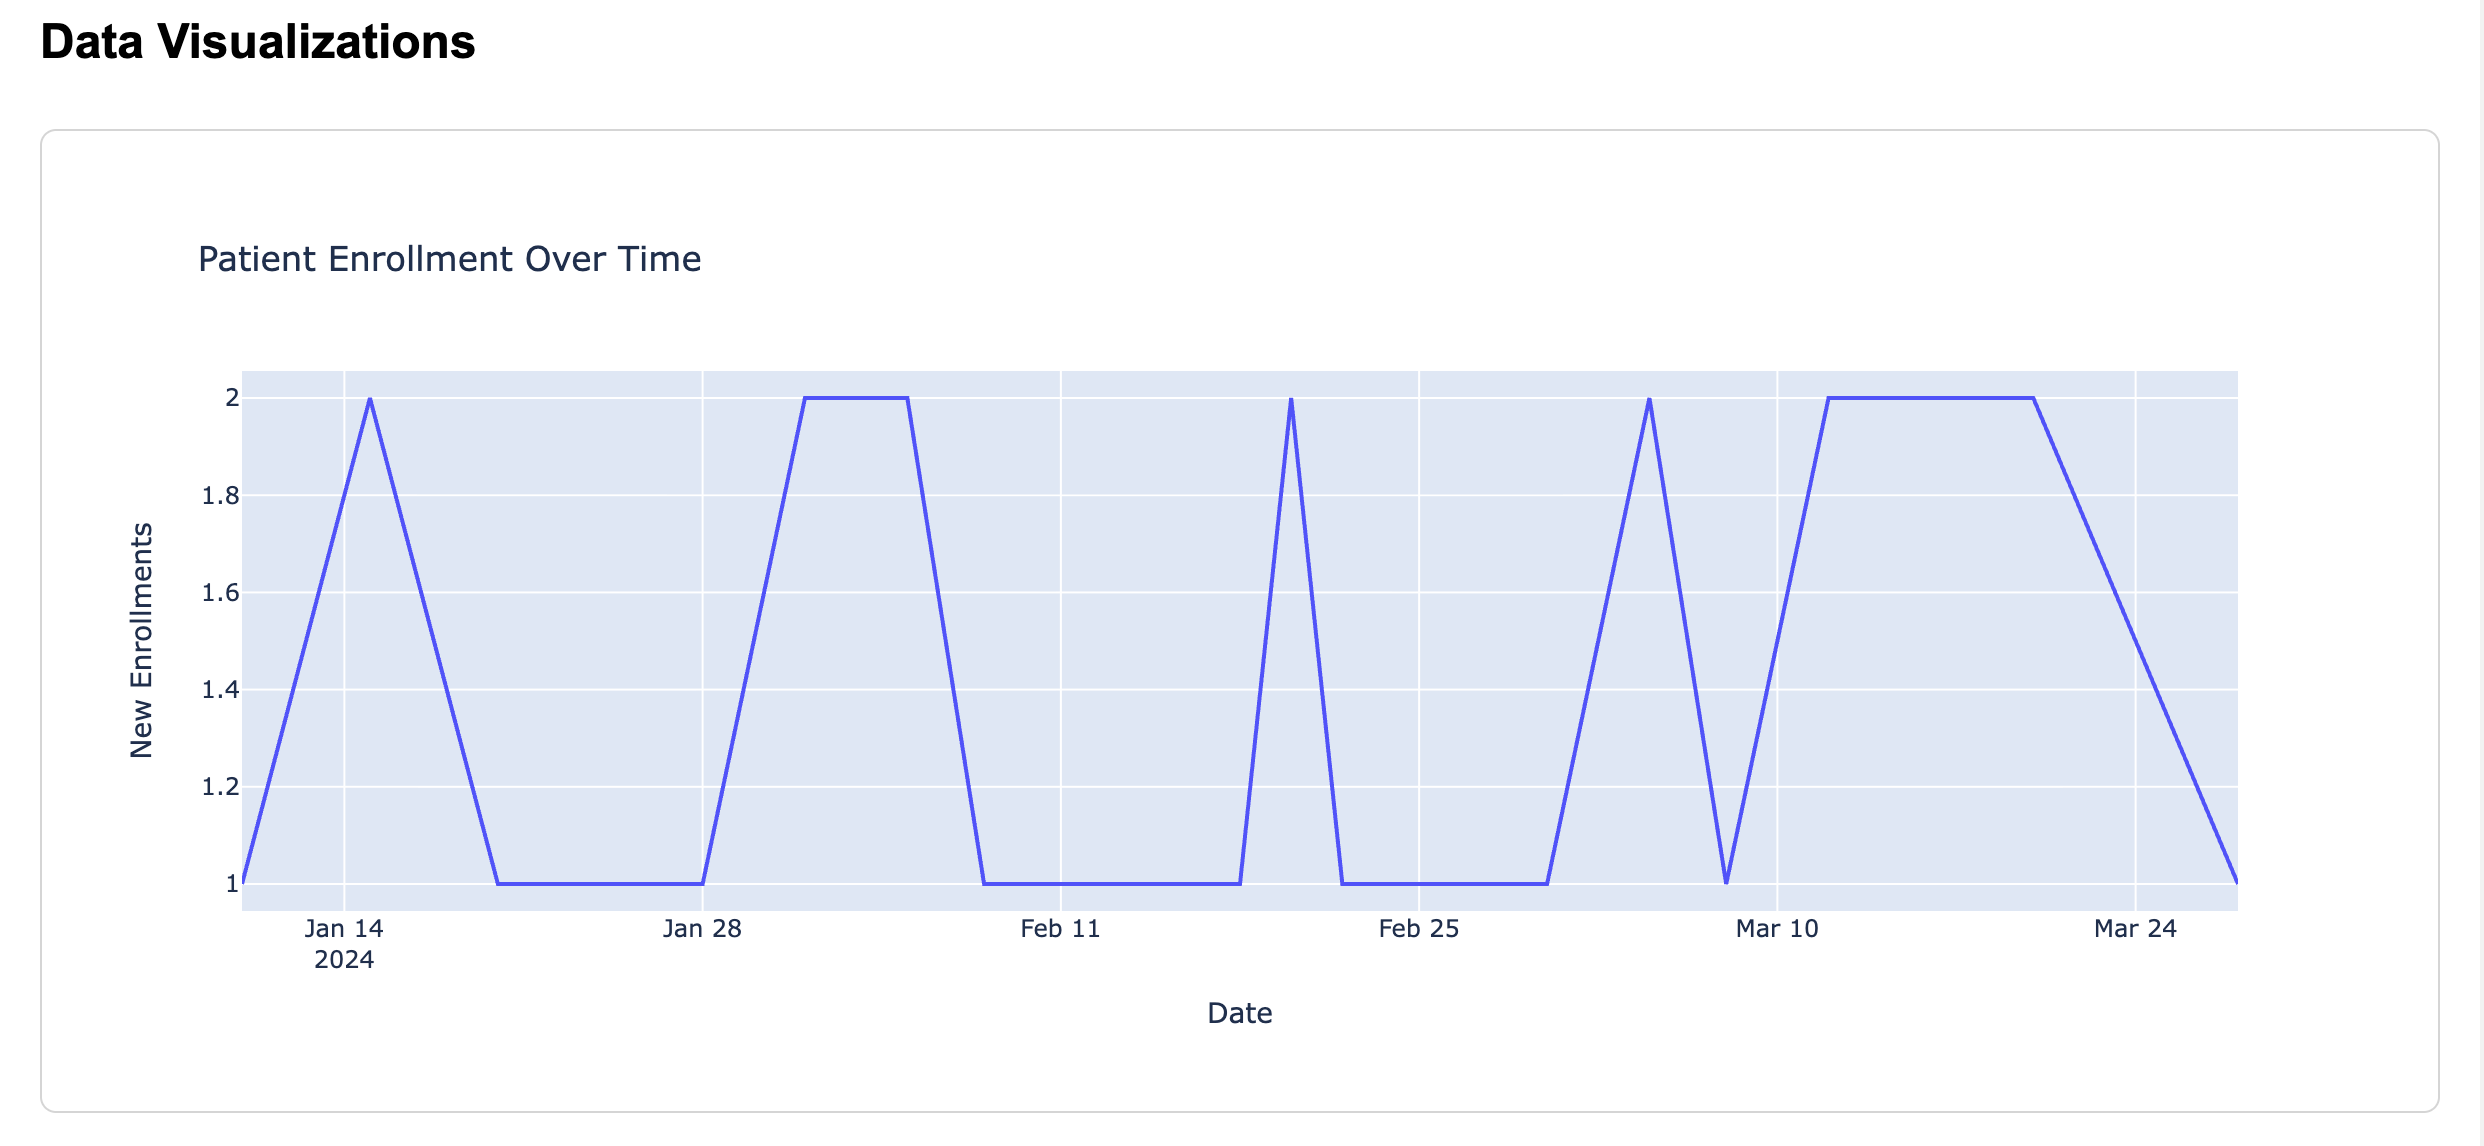 Data Visualizations
Patient Enrollment Over Time
New Enrollments
2
1.8
1.6
1.4
1.2
1
Jan 14 Jan 28 Feb 11 Feb 25 Mar 10 Mar 24
2024
Date